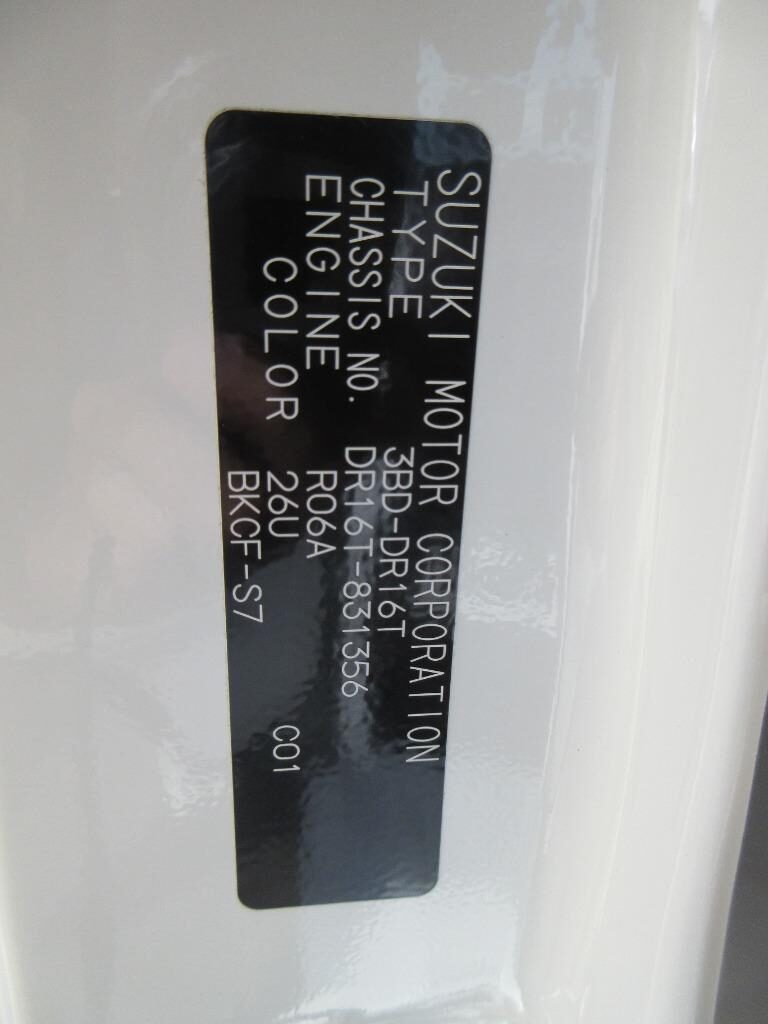 SUZUKI MOTOR CORPORATION
TYPE 3BD-DR16T
CHASSIS NO. DR16T-831356
ENGINE R06A
COLOR 26U C01
BKCF-S7